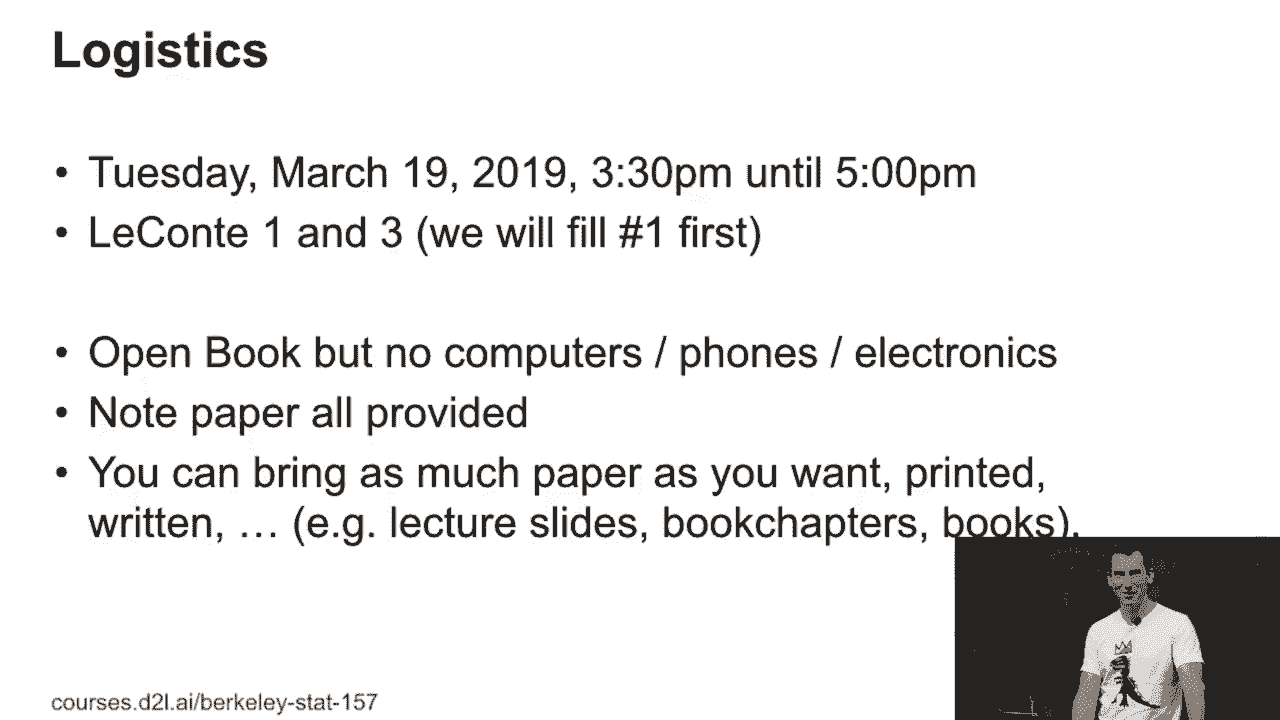 Logistics
• Tuesday, March 19, 2019, 3:30pm until 5:00pm
• LeConte 1 and 3 (we will fill #1 first)
• Open Book but no computers / phones / electronics
• Note paper all provided
• You can bring as much paper as you want, printed,
written, … (e.g. lecture slides, bookchapters, books).
courses.d2l.ai/berkeley-stat-157